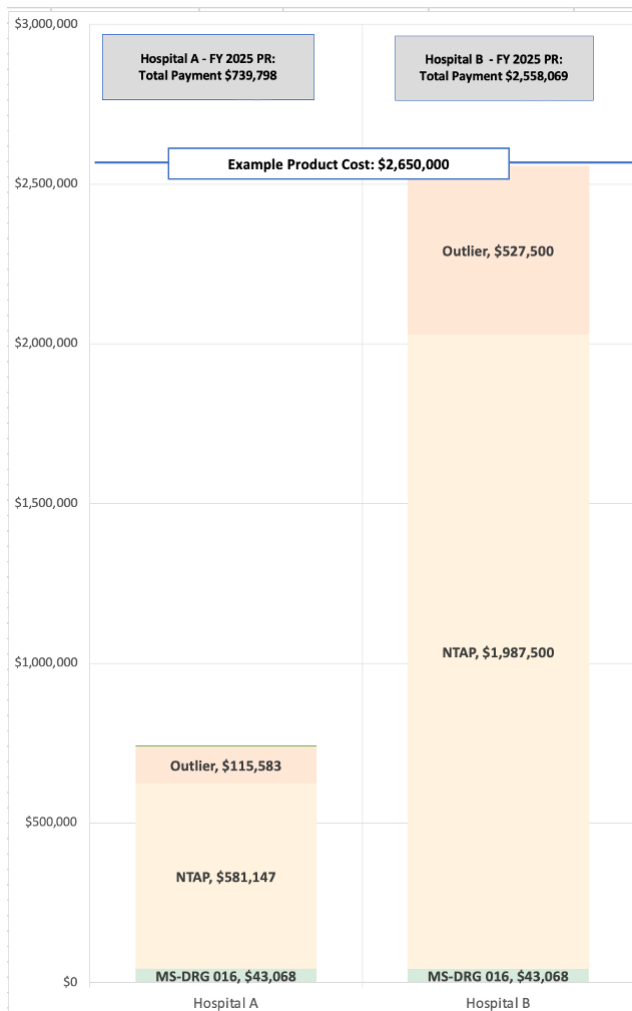 $3,000,000
Hospital A - FY 2025 PR:
Total Payment $739,798
Hospital B - FY 2025 PR:
Total Payment $2,558,069
Example Product Cost: $2,650,000
$2,500,000
Outlier, $527,500
$2,000,000
$1,500,000
NTAP, $1,987,500
$1,000,000
Outlier, $115,583
$500,000
NTAP, $581,147
MS-DRG 016, $43,068
MS-DRG 016, $43,068
$0
Hospital A
Hospital B